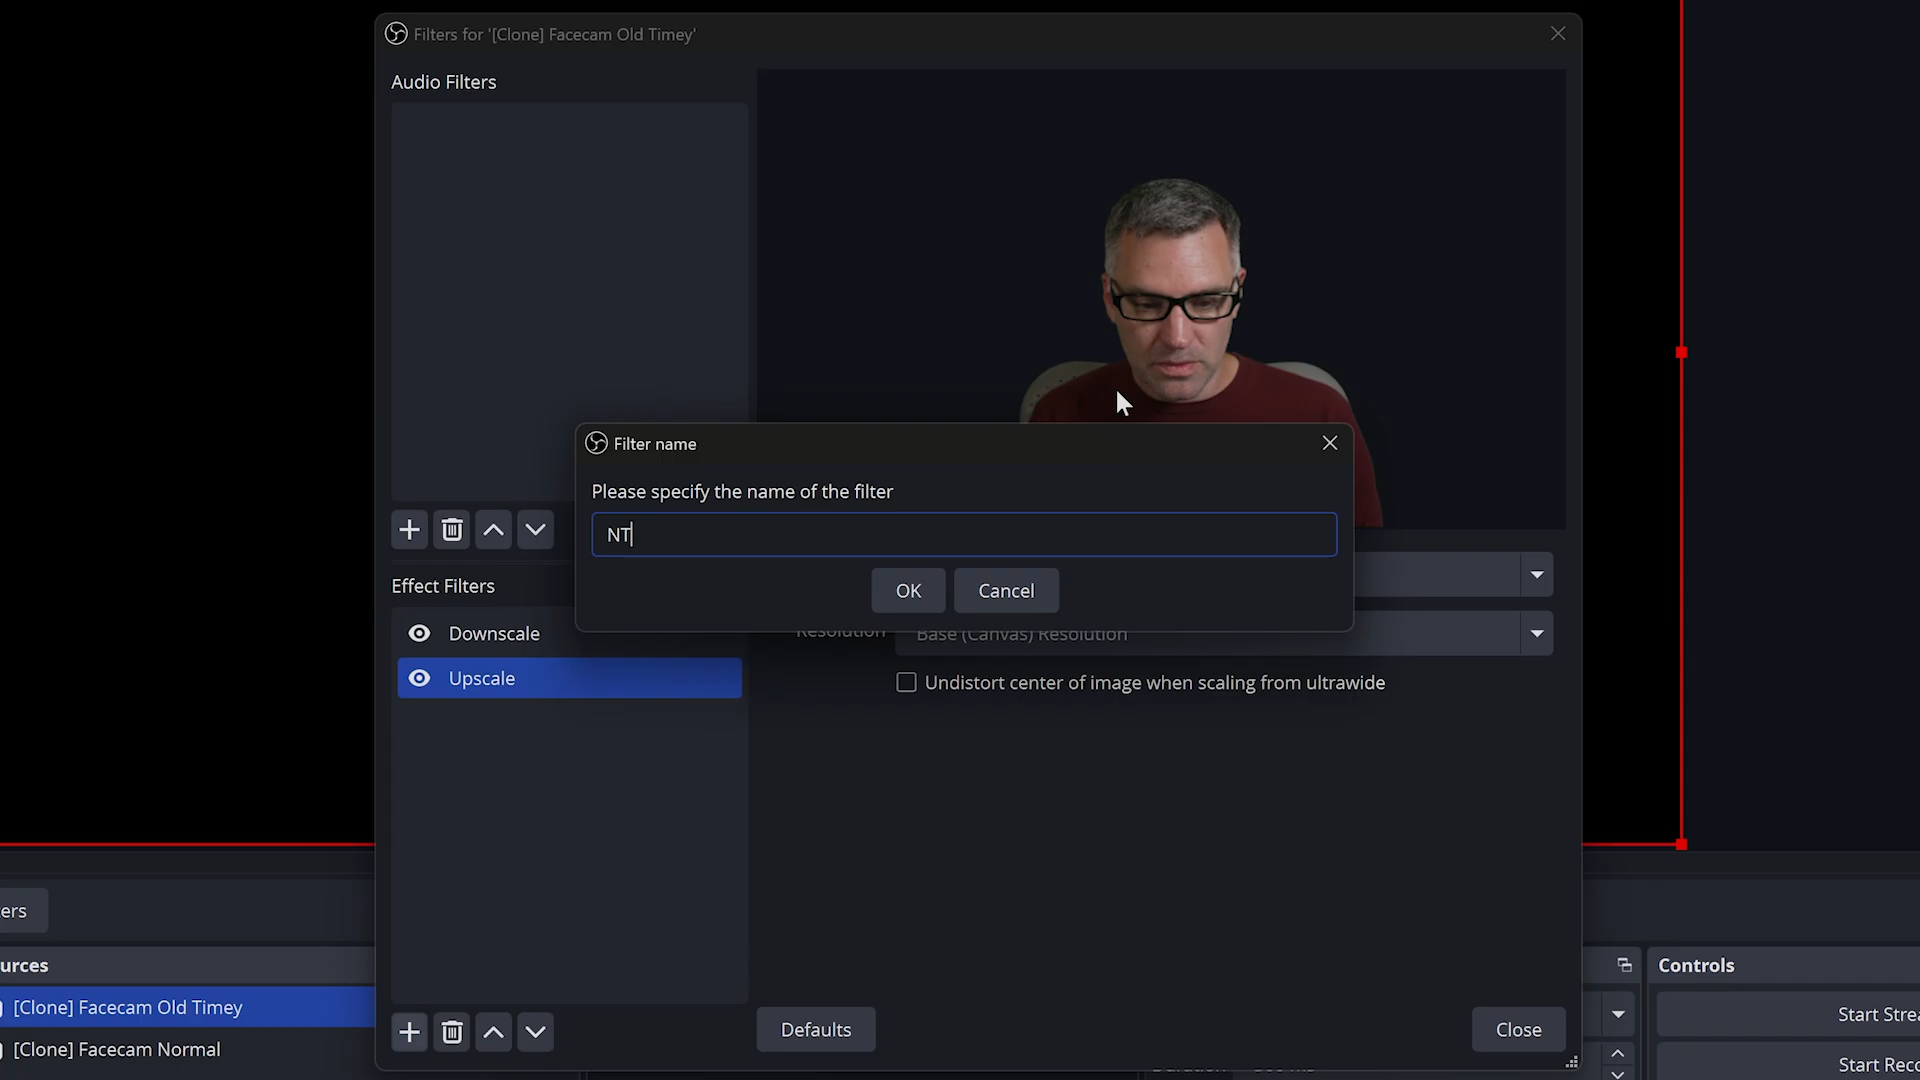 Filters for '[Clone] Facecam Old Timey'
Audio Filters
Filter name
Please specify the name of the filter
NT
OK
Cancel
Effect Filters
Downscale
Upscale
Resolution
Base (Canvas) Resolution
Undistort center of image when scaling from ultrawide
ers
urces
Controls
[Clone] Facecam Old Timey
[Clone] Facecam Normal
Defaults
Close
Start Stre
Start Reco